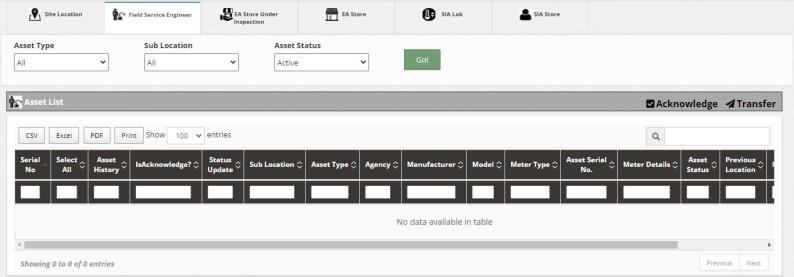 Site Location
Field Service Engineer
EA Store Under
Inspection
EA Store
SIA Lab
SIA Store
Asset Type Sub Location Asset Status
All All Active Go!
Asset List Acknowledge Transfer
CSV Excel PDF Print Show 100 entries
Serial No
Select All
Asset History
IsAcknowledge?
Status Update
Sub Location
Asset Type
Agency
Manufacturer
Model
Meter Type
Asset Serial No.
Meter Details
Asset Status
Previous Location
No data available in table
Showing 0 to 0 of 0 entries
Previous Next